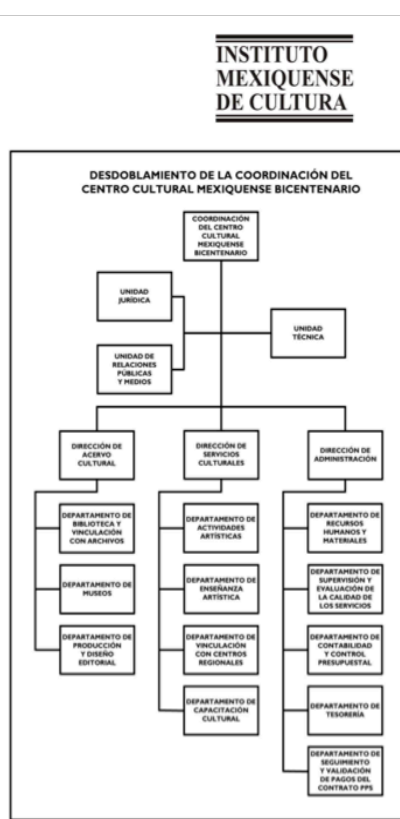 INSTITUTO
MEXIQUENSE
DE CULTURA
DESDOBLAMIENTO DE LA COORDINACIÓN DEL
CENTRO CULTURAL MEXIQUENSE BICENTENARIO
COORDINACIÓN
DEL CENTRO
CULTURAL
MEXIQUENSE
BICENTENARIO
UNIDAD
JURÍDICA
UNIDAD
TÉCNICA
UNIDAD DE
RELACIONES
PÚBLICAS
Y MEDIOS
DIRECCIÓN DE
ACERVO
CULTURAL
DIRECCIÓN DE
SERVICIOS
CULTURALES
DIRECCIÓN DE
ADMINISTRACIÓN
DEPARTAMENTO DE
BIBLIOTECA Y
VINCULACIÓN
CON ARCHIVOS
DEPARTAMENTO DE
MUSEOS
DEPARTAMENTO DE
PRODUCCIÓN
Y DISEÑO
EDITORIAL
DEPARTAMENTO DE
ACTIVIDADES
ARTÍSTICAS
DEPARTAMENTO DE
ENSEÑANZA
ARTÍSTICA
DEPARTAMENTO DE
VINCULACIÓN
CON CENTROS
REGIONALES
DEPARTAMENTO DE
CAPACITACIÓN
CULTURAL
DEPARTAMENTO DE
RECURSOS
HUMANOS Y
MATERIALES
DEPARTAMENTO DE
SUPERVISIÓN Y
EVALUACIÓN DE
LA CALIDAD DE
LOS SERVICIOS
DEPARTAMENTO DE
CONTABILIDAD
Y CONTROL
PRESUPUESTAL
DEPARTAMENTO DE
TESORERÍA
DEPARTAMENTO DE
SEGUIMIENTO
Y VALIDACIÓN
DE PAGOS DEL
CONTRATO PPS